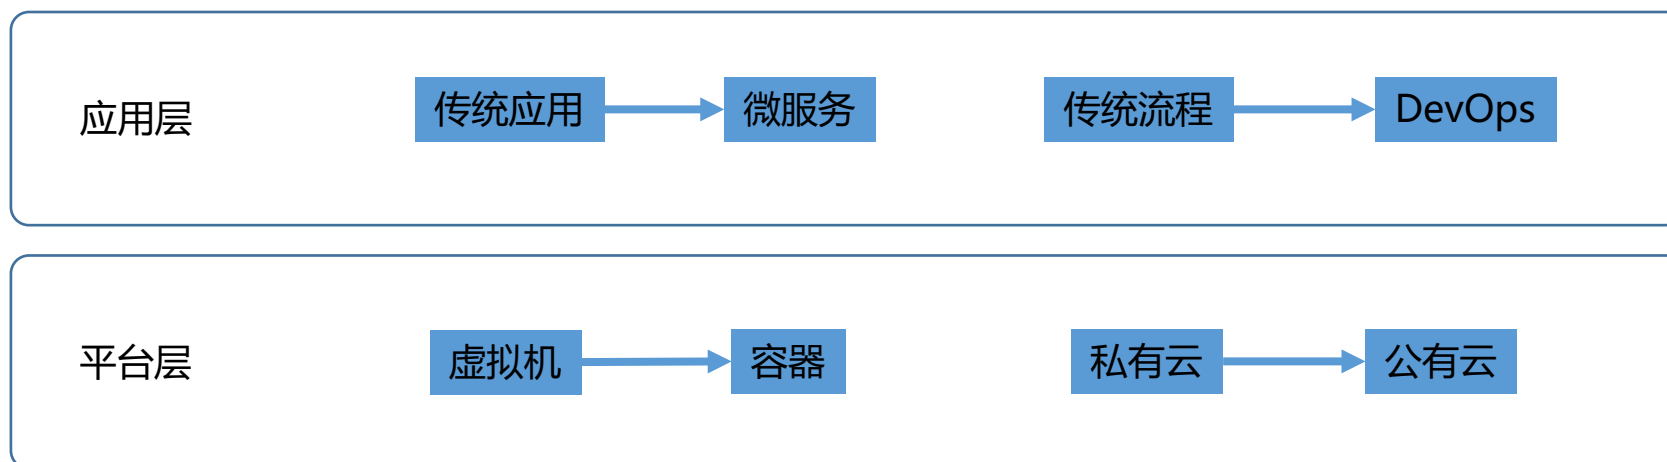 应用层
传统应用
微服务
传统流程
DevOps
平台层
虚拟机
容器
私有云
公有云